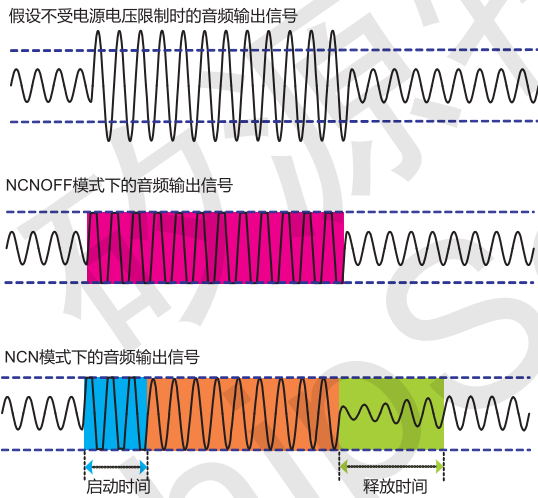 假设不受电源电压限制时的音频输出信号
NCNOFF模式下的音频输出信号
NCN模式下的音频输出信号
启动时间
释放时间